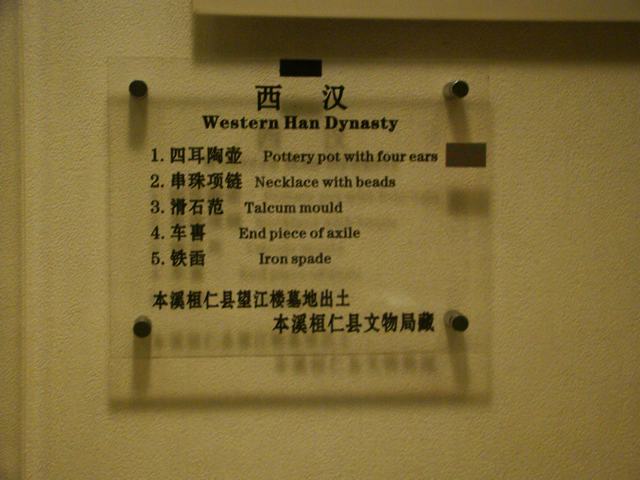 西 汉
Western Han Dynasty
1. 四耳陶壶 Pottery pot with four ears
2. 串珠项链 Necklace with beads
3. 滑石范 Talcum mould
4. 车軎 End piece of axile
5. 铁臿 Iron spade
本溪桓仁县望江楼墓地出土
本溪桓仁县文物局藏